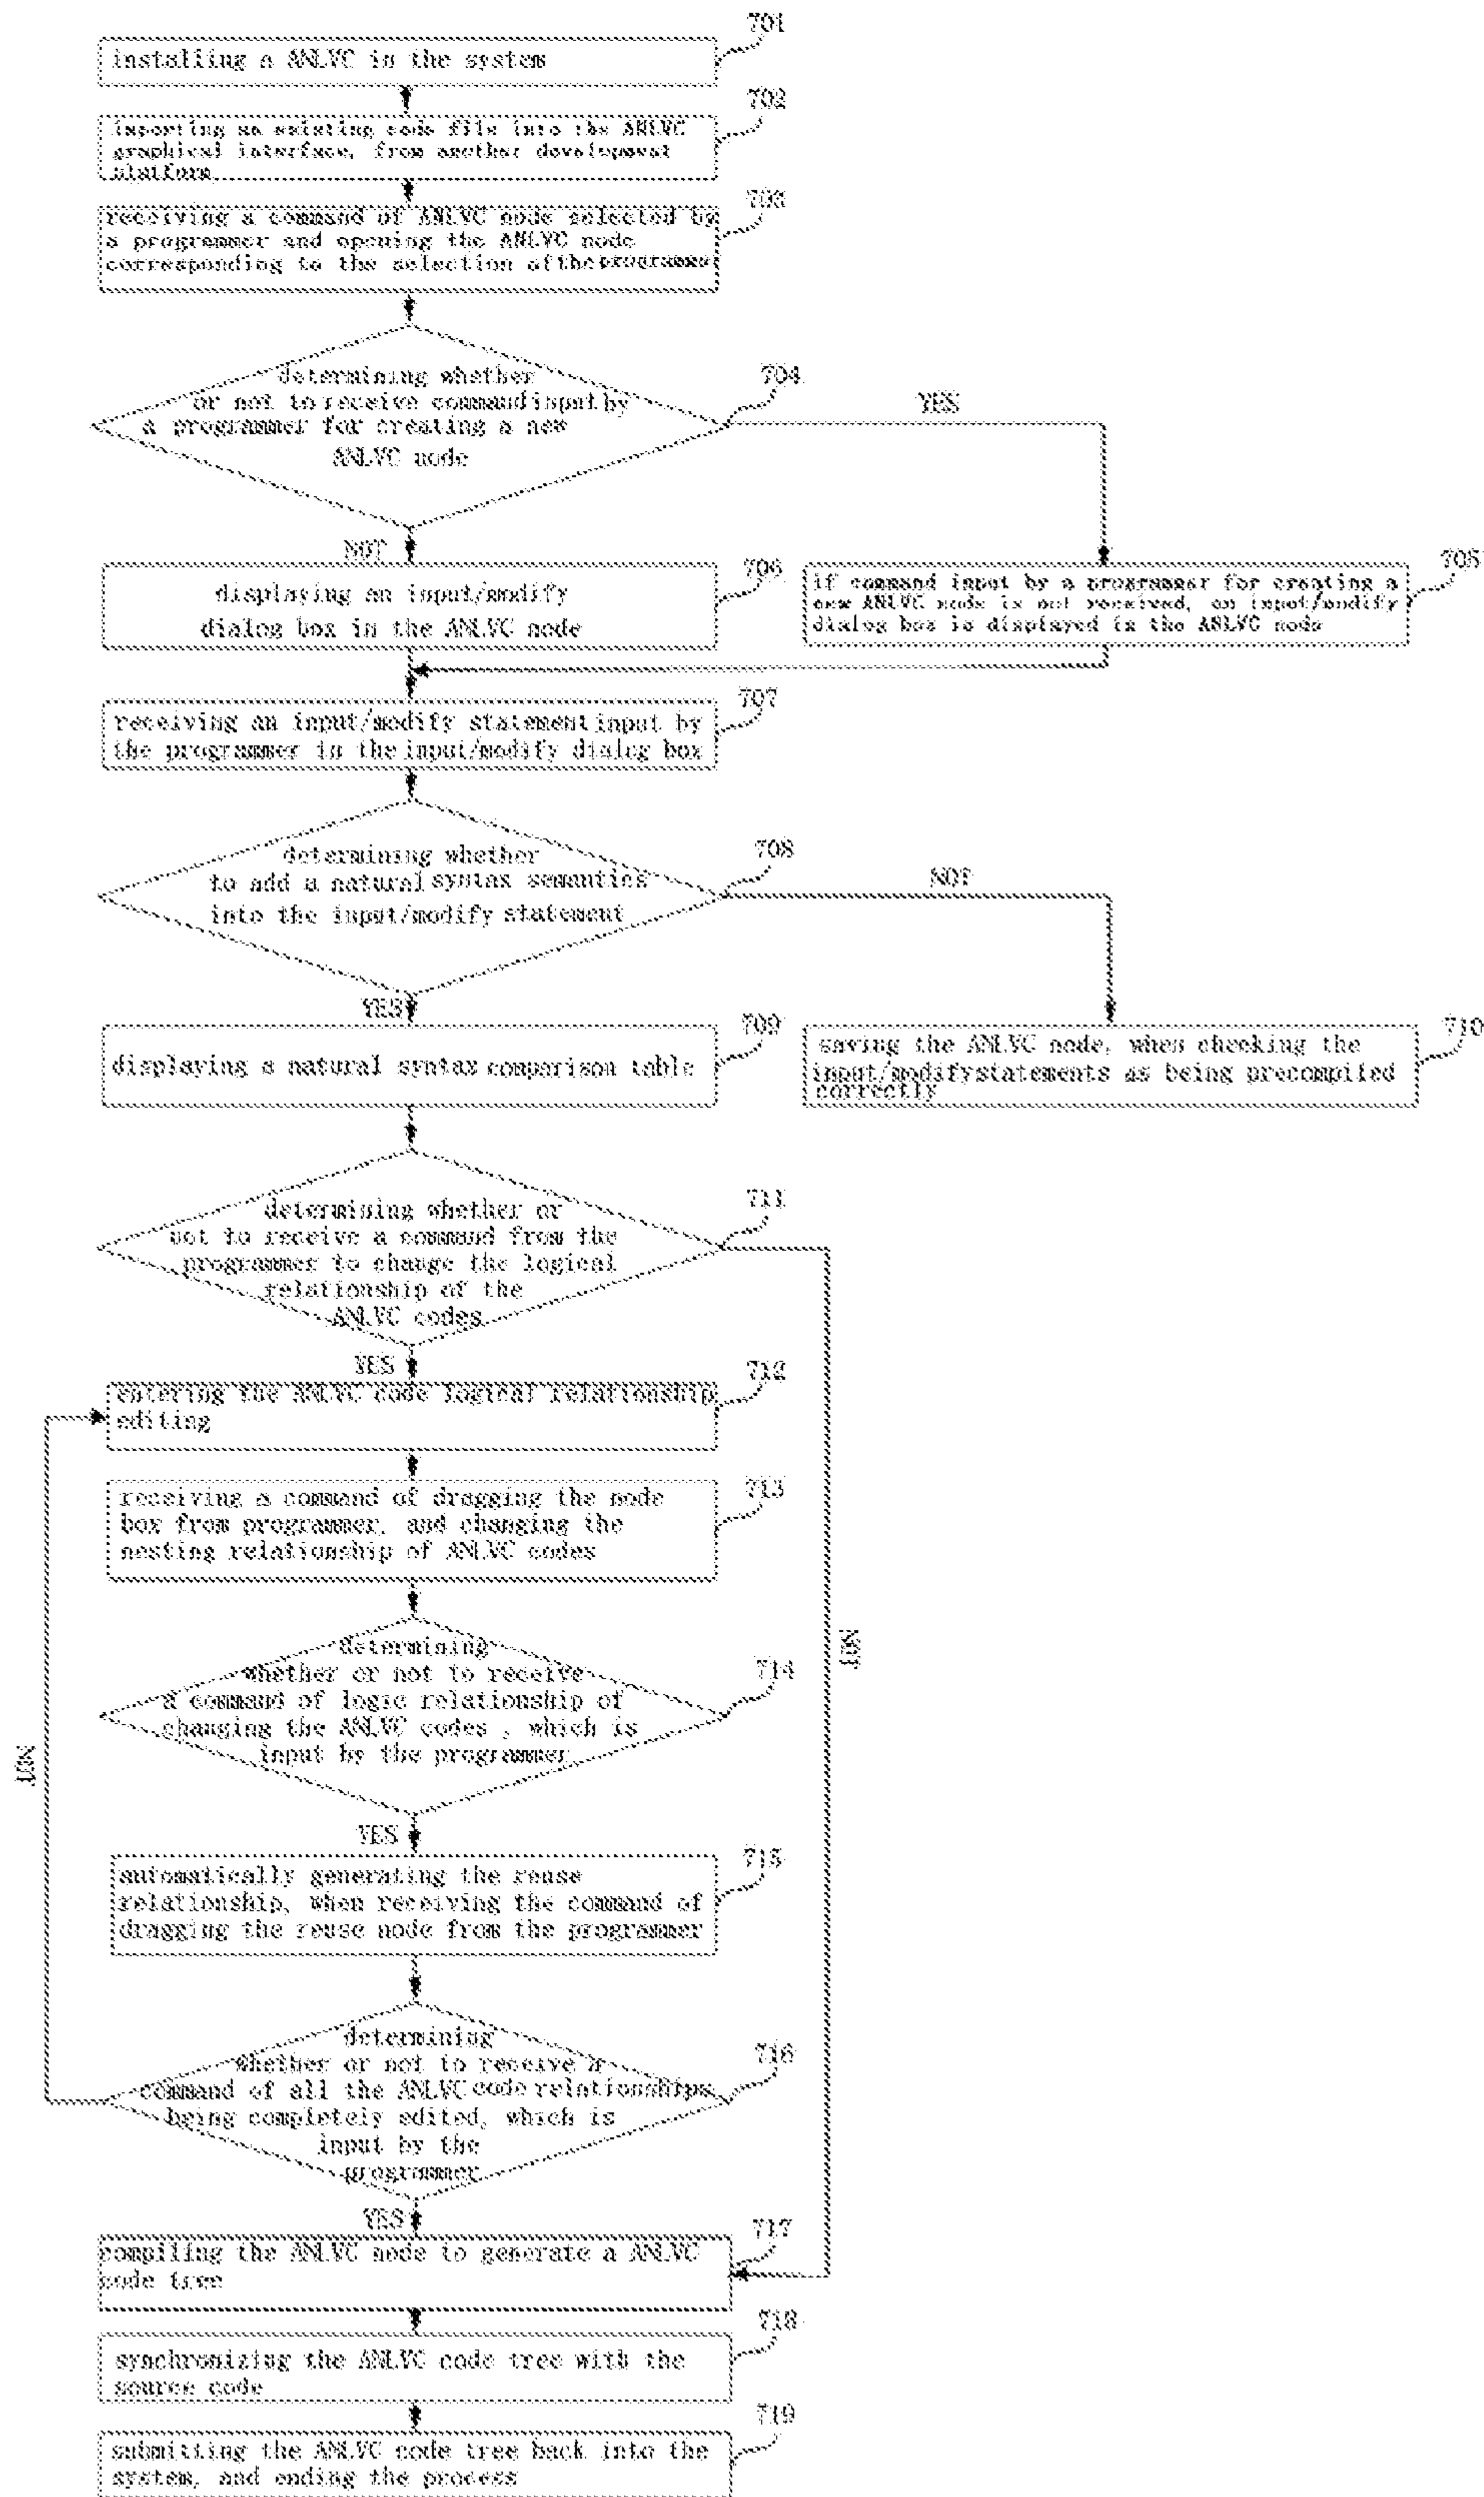 701
installing a ANLVC in the system
702
importing an existing code file into the ANLVC
graphical interface, from another development
platform
703
receiving a command of ANLVC node selected by
a programmer and opening the ANLVC node
corresponding to the selection of the programmer
704
determining whether
or not to receive command input by
a programmer for creating a new
ANLVC node
YES
NOT
705
if command input by a programmer for creating a
new ANLVC node is not received, an input/modify
dialog box is displayed in the ANLVC node
706
displaying an input/modify
dialog box in the ANLVC node
707
receiving an input/modify statement input by
the programmer in the input/modify dialog box
708
determining whether
to add a natural syntax semantics
into the input/modify statement
NOT
YES
709
displaying a natural syntax comparison table
710
saving the ANLVC node, when checking the
input/modify statements as being precompiled
correctly
711
determining whether or
not to receive a command from the
programmer to change the logical
relationship of the
ANLVC codes
YES
NOT
712
entering the ANLVC code logical relationship
editing
713
receiving a command of dragging the node
box from programmer, and changing the
nesting relationship of ANLVC codes
714
determining
whether or not to receive
a command of logic relationship of
changing the ANLVC codes , which is
input by the programmer
NOT
YES
715
automatically generating the reuse
relationship, when receiving the command of
dragging the reuse node from the programmer
716
determining
whether or not to receive a
command of all the ANLVC code relationships
being completely edited, which is
input by the
programmer
YES
717
compiling the ANLVC node to generate a ANLVC
code tree
718
synchronizing the ANLVC code tree with the
source code
719
submitting the ANLVC code tree back into the
system, and ending the process